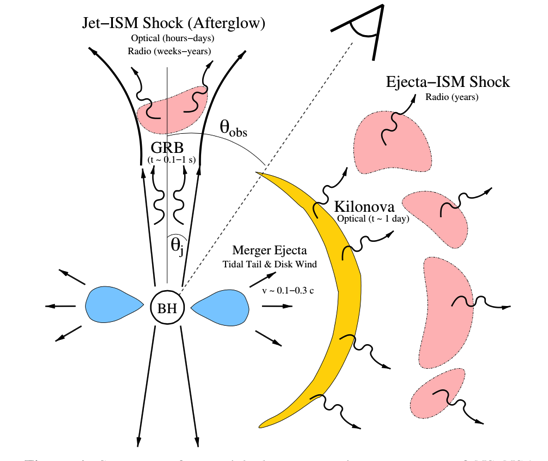 Jet−ISM Shock (Afterglow)
Optical (hours−days)
Radio (weeks−years)
Ejecta−ISM Shock
Radio (years)
GRB
(t ~ 0.1−1 s)
θobs
Kilonova
Optical (t ~ 1 day)
θj
Merger Ejecta
Tidal Tail & Disk Wind
v ~ 0.1−0.3 c
BH